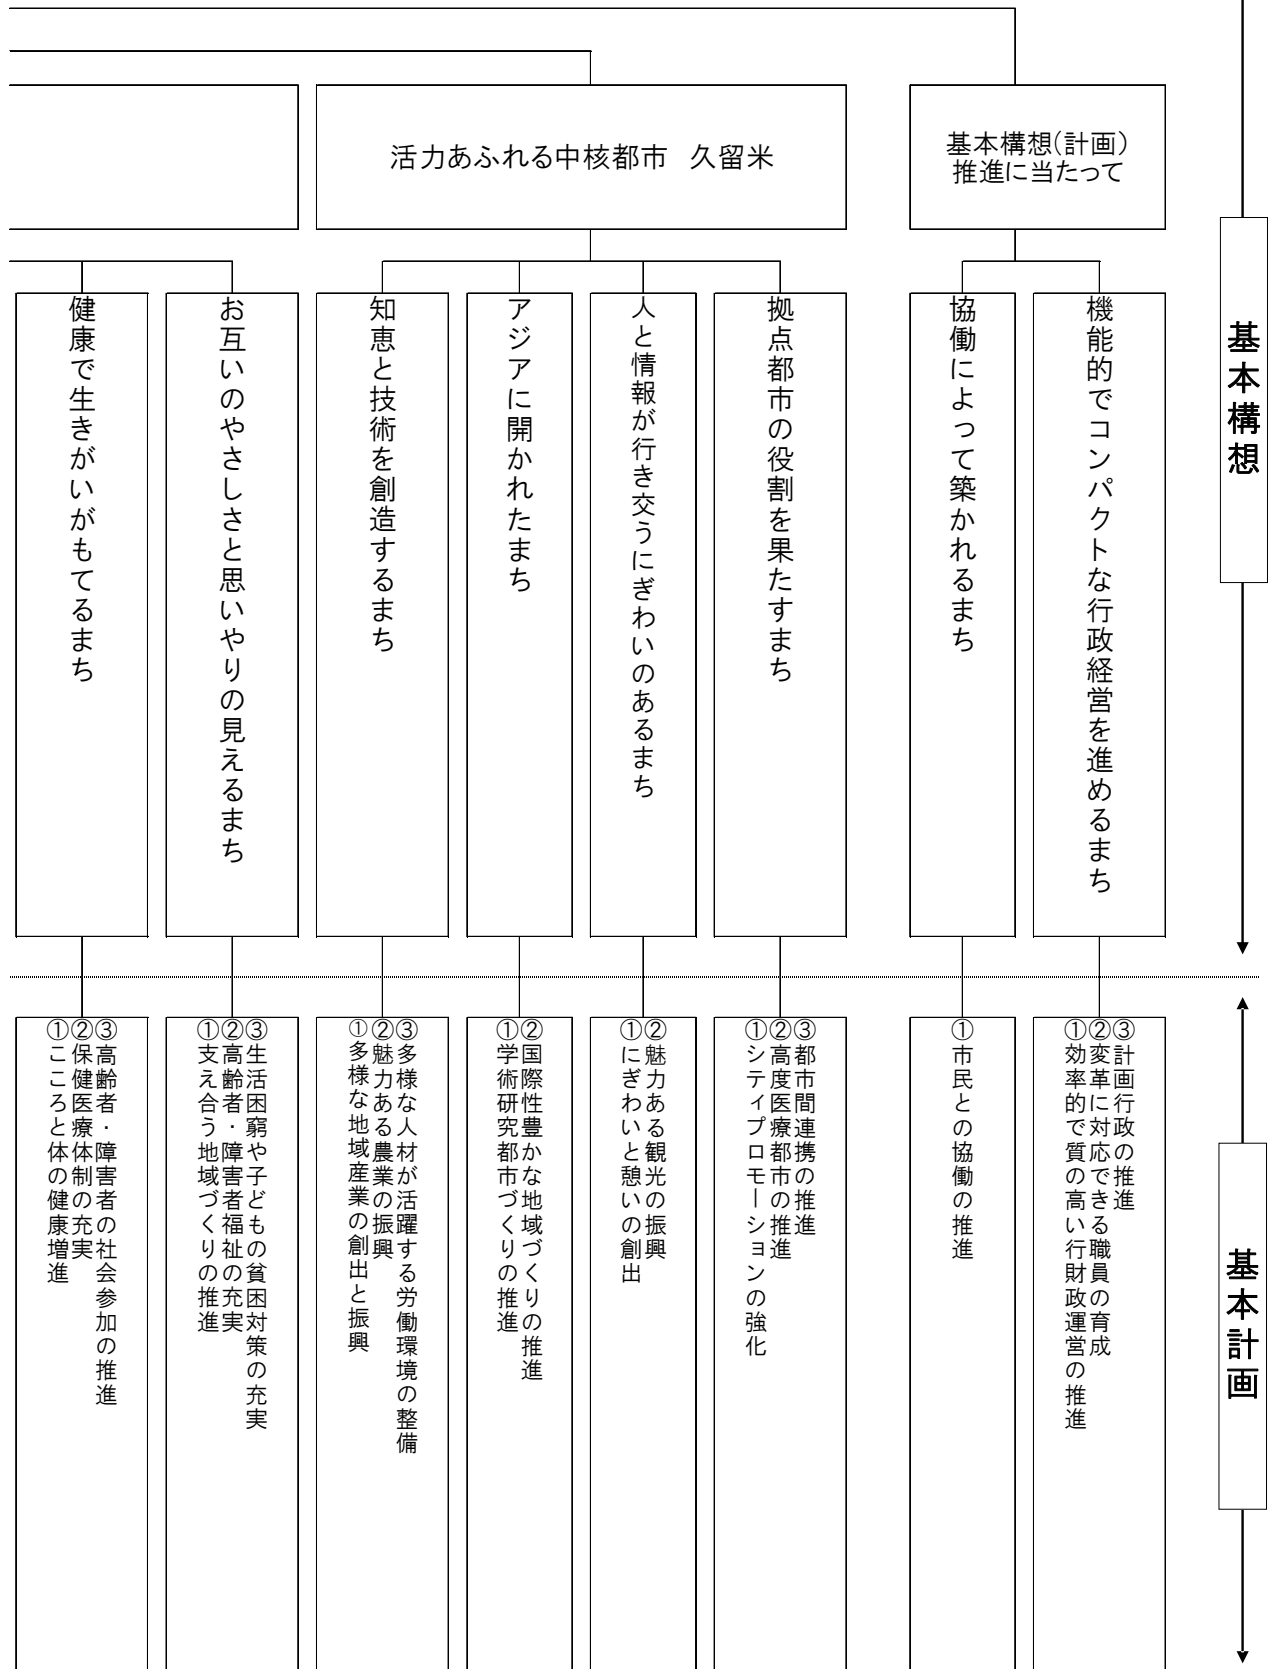 活力あふれる中核都市　久留米
基本構想（計画）
推進に当たって
健康で生きがいがもてるまち
お互いのやさしさと思いやりの見えるまち
知恵と技術を創造するまち
アジアに開かれたまち
人と情報が行き交うにぎわいのあるまち
拠点都市の役割を果たすまち
協働によって築かれるまち
機能的でコンパクトな行政経営を進めるまち
基本構想
①こころと体の健康増進
②保健医療体制の充実
③高齢者・障害者の社会参加の推進
①支え合う地域づくりの推進
②高齢者・障害者福祉の充実
③生活困窮や子どもの貧困対策の充実
①多様な地域産業の創出と振興
②魅力ある農業の振興
③多様な人材が活躍する労働環境の整備
①学術研究都市づくりの推進
②国際性豊かな地域づくりの推進
①にぎわいと憩いの創出
②魅力ある観光の振興
①シティプロモーションの強化
②高度医療都市の推進
③都市間連携の推進
①市民との協働の推進
①効率的で質の高い行財政運営の推進
②変革に対応できる職員の育成
③計画行政の推進
基本計画